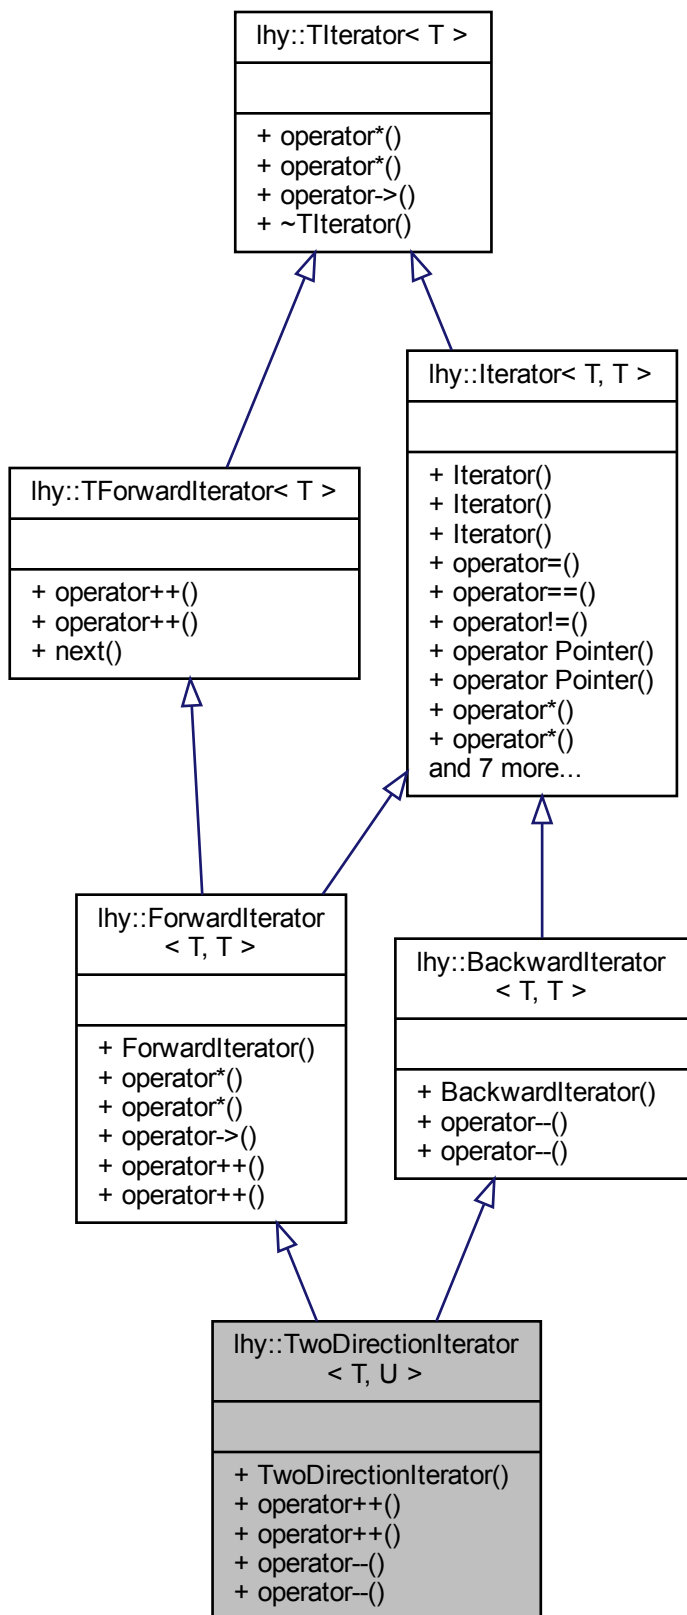 lhy::TIterator< T >
+ operator*()
+ operator*()
+ operator->()
+ ~TIterator()
lhy::Iterator< T, T >
+ Iterator()
+ Iterator()
+ Iterator()
+ operator=()
+ operator==()
+ operator!=()
+ operator Pointer()
+ operator Pointer()
+ operator*()
+ operator*()
and 7 more...
lhy::TForwardIterator< T >
+ operator++()
+ operator++()
+ next()
lhy::ForwardIterator
< T, T >
+ ForwardIterator()
+ operator*()
+ operator*()
+ operator->()
+ operator++()
+ operator++()
lhy::BackwardIterator
< T, T >
+ BackwardIterator()
+ operator--()
+ operator--()
lhy::TwoDirectionIterator
< T, U >
+ TwoDirectionIterator()
+ operator++()
+ operator++()
+ operator--()
+ operator--()